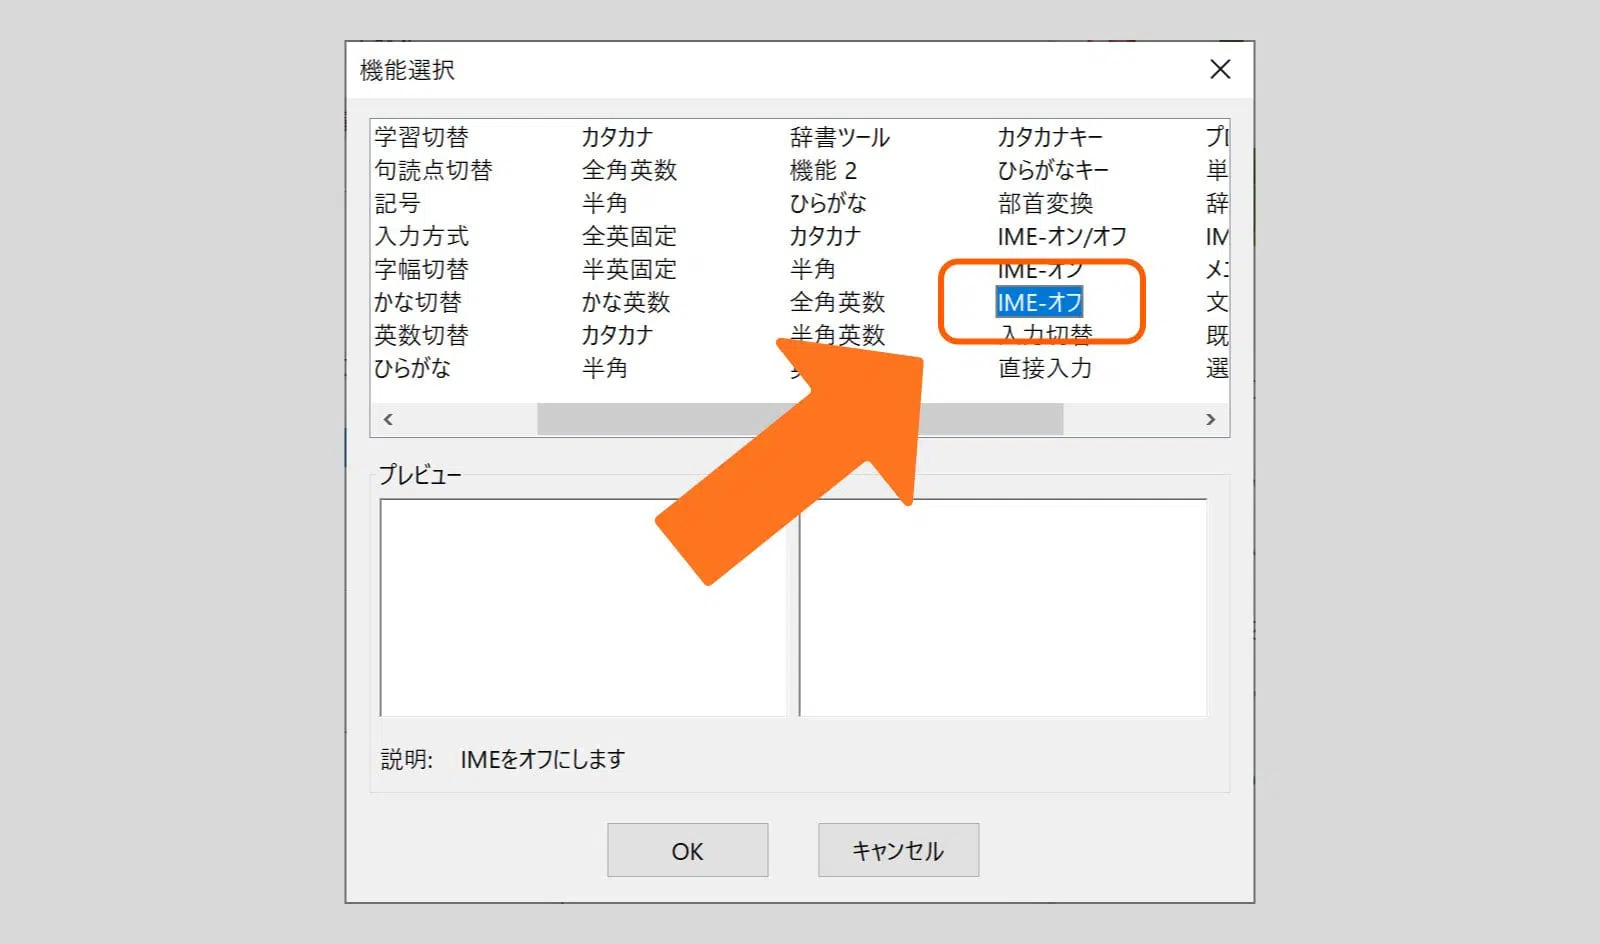 機能選択
学習切替 カタカナ 辞書ツール カタカナキー
句読点切替 全角英数 機能 2 ひらがなキー 単
記号 半角 ひらがな 部首変換 辞
入力方式 全英固定 カタカナ IME-オン/オフ
字幅切替 半英固定 半角 IME-オン
かな切替 かな英数 全角英数 IME-オフ 文
英数切替 カタカナ 半角英数 入力切替 既
ひらがな 半角 直接入力 選
プレビュー
説明: IMEをオフにします
OK キャンセル